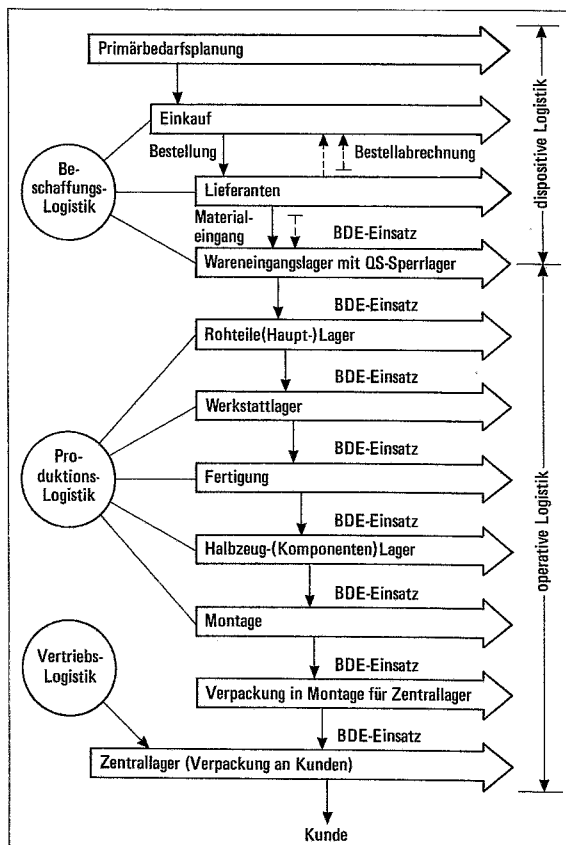 Primärbedarfsplanung
Einkauf
Bestellung
Bestellabrechnung
Be-
schaffungs-
Logistik
Lieferanten
Material-
eingang
BDE-Einsatz
Wareneingangslager mit QS-Sperrlager
dispositive Logistik
BDE-Einsatz
Rohteile(Haupt-)Lager
BDE-Einsatz
Werkstattlager
BDE-Einsatz
Pro-
duktions-
Logistik
Fertigung
BDE-Einsatz
Halbzeug-(Komponenten)Lager
BDE-Einsatz
Montage
operative Logistik
Vertriebs-
Logistik
BDE-Einsatz
Verpackung in Montage für Zentrallager
BDE-Einsatz
Zentrallager (Verpackung an Kunden)
Kunde